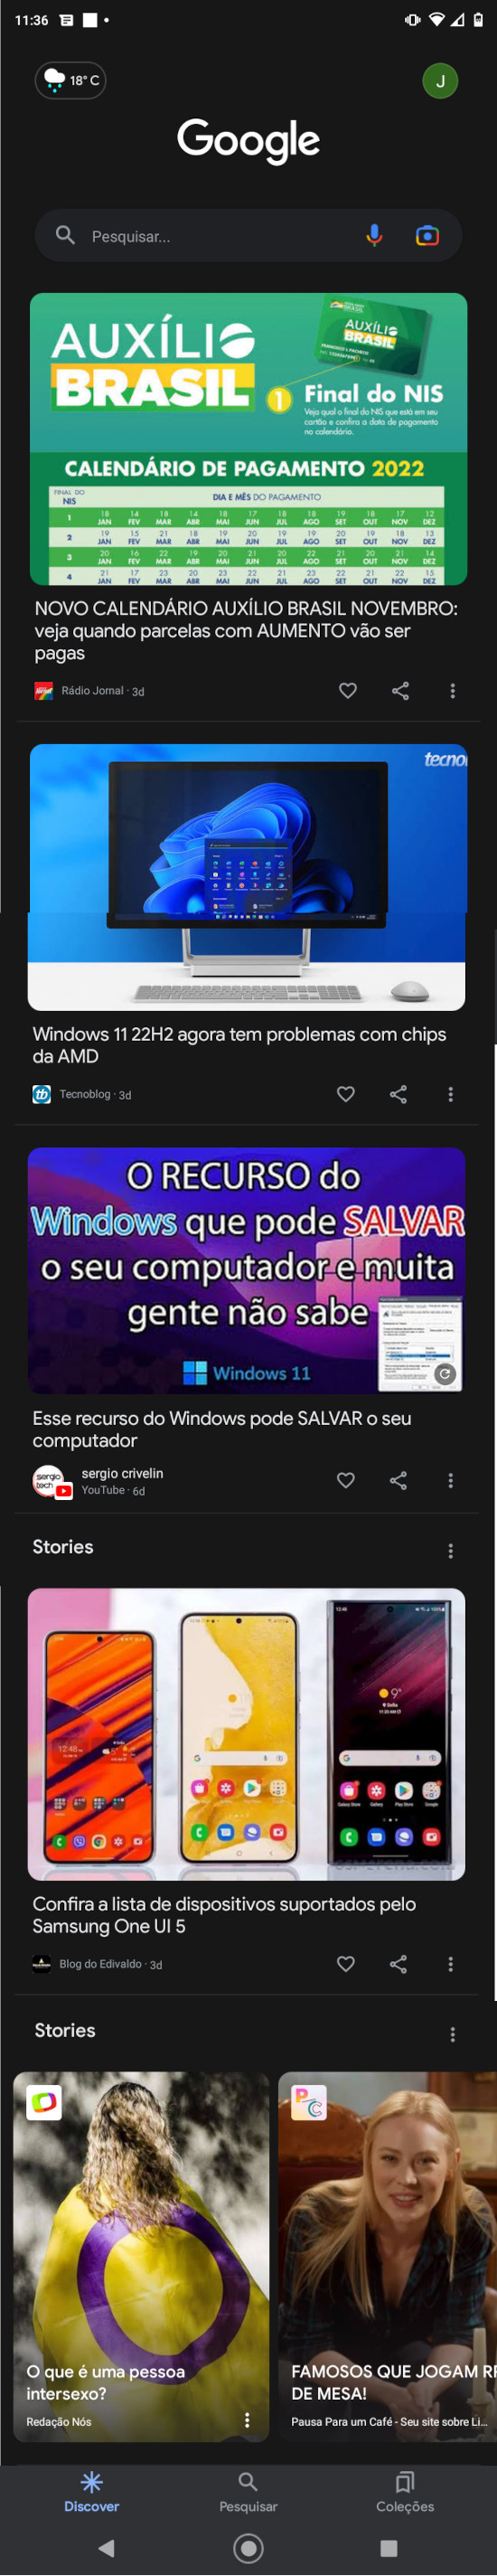 11:36
18° C
J
Google
Pesquisar...
AUXÍLIO
BRASIL
AUXÍLIO
BRASIL
1 Final do NIS
Veja qual o final do NIS que está em seu
cartão e confira a data de pagamento
no calendário.
CALENDÁRIO DE PAGAMENTO 2022
FINAL DO NIS
DIA E MÊS DO PAGAMENTO
1 18 JAN 14 FEV 18 MAR 14 ABR 18 MAI 17 JUN 18 JUL 18 AGO 19 SET 18 OUT 17 NOV 12 DEZ
2 19 JAN 15 FEV 21 MAR 18 ABR 19 MAI 20 JUN 19 JUL 19 AGO 20 SET 19 OUT 18 NOV 13 DEZ
3 20 JAN 16 FEV 22 MAR 19 ABR 20 MAI 21 JUN 20 JUL 22 AGO 21 SET 20 OUT 21 NOV 14 DEZ
4 21 JAN 17 FEV 23 MAR 20 ABR 23 MAI 22 JUN 21 JUL 23 AGO 22 SET 21 OUT 22 NOV 15 DEZ
NOVO CALENDÁRIO AUXÍLIO BRASIL NOVEMBRO:
veja quando parcelas com AUMENTO vão ser
pagas
Rádio Jornal · 3d
tecno
Windows 11 22H2 agora tem problemas com chips
da AMD
tb
Tecnoblog · 3d
O RECURSO do
Windows que pode SALVAR
o seu computador e muita
gente não sabe
Windows 11
Esse recurso do Windows pode SALVAR o seu
computador
sergio
tech
sergio crivelin
YouTube · 6d
Stories
12:48
9°
Confira a lista de dispositivos suportados pelo
Samsung One UI 5
Blog do Edivaldo · 3d
Stories
O que é uma pessoa
intersexo?
Redação Nós
PC
FAMOSOS QUE JOGAM RP
DE MESA!
Pausa Para um Café - Seu site sobre Li...
Discover
Pesquisar
Coleções